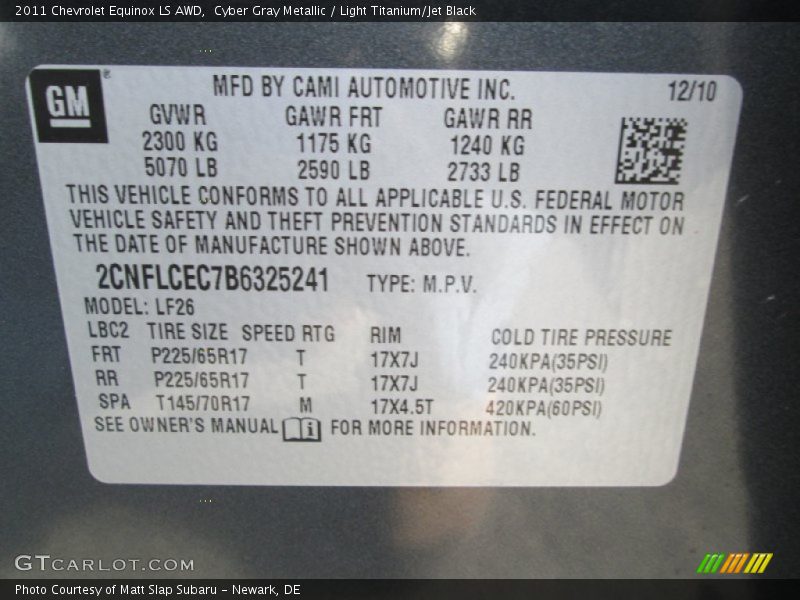 2011 Chevrolet Equinox LS AWD,  Cyber Gray Metallic / Light Titanium/Jet Black
GM ®
MFD BY CAMI AUTOMOTIVE INC. 12/10
GVWR GAWR FRT GAWR RR
2300 KG 1175 KG 1240 KG
5070 LB 2590 LB 2733 LB
THIS VEHICLE CONFORMS TO ALL APPLICABLE U.S. FEDERAL MOTOR
VEHICLE SAFETY AND THEFT PREVENTION STANDARDS IN EFFECT ON
THE DATE OF MANUFACTURE SHOWN ABOVE.
2CNFLCEC7B6325241 TYPE: M.P.V.
MODEL: LF26
LBC2 TIRE SIZE SPEED RTG RIM COLD TIRE PRESSURE
FRT P225/65R17 T 17X7J 240KPA(35PSI)
RR P225/65R17 T 17X7J 240KPA(35PSI)
SPA T145/70R17 M 17X4.5T 420KPA(60PSI)
SEE OWNER'S MANUAL i FOR MORE INFORMATION.
GTCARLOT.COM
Photo Courtesy of Matt Slap Subaru - Newark, DE